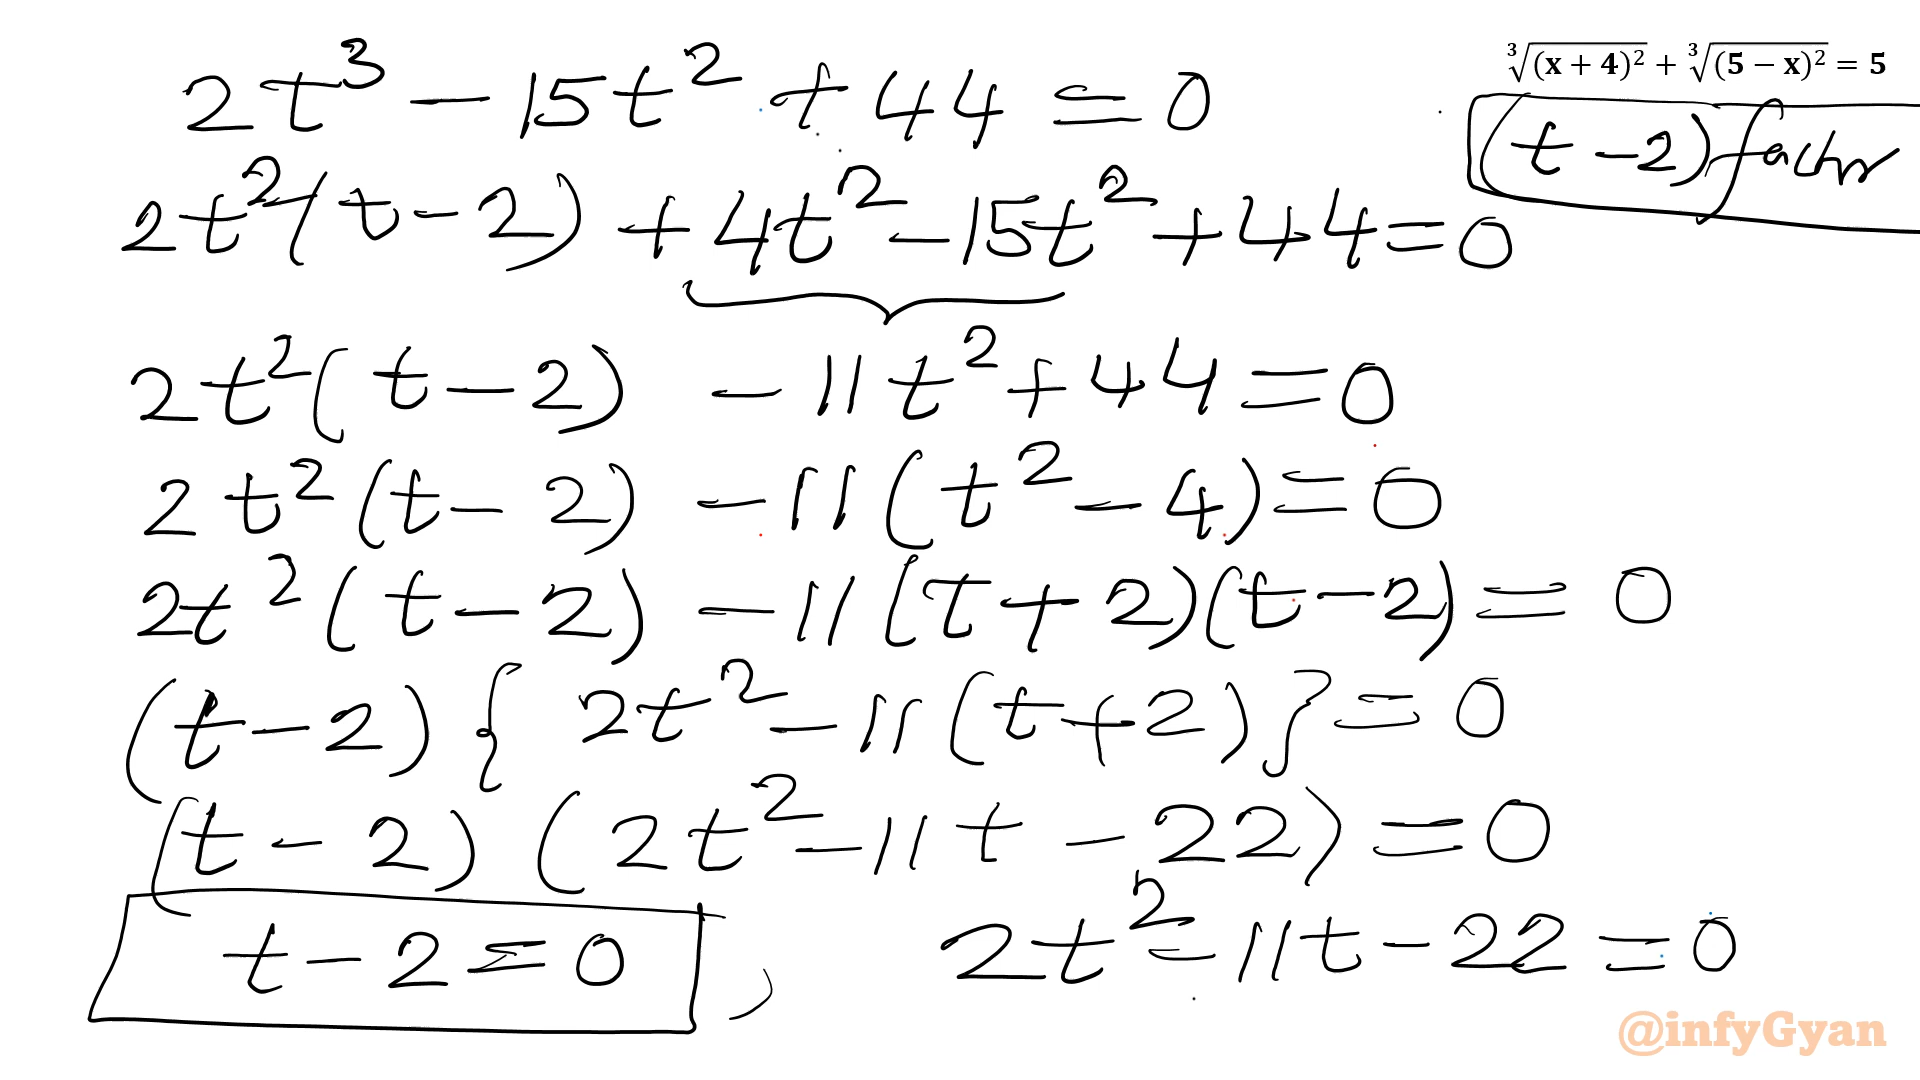 ∛(x + 4)² + ∛(5 − x)² = 5
2t³ − 15t² + 44 = 0
(t − 2) factor
2t²(t − 2) + 4t² − 15t² + 44 = 0
2t²(t − 2) − 11t² + 44 = 0
2t²(t − 2) − 11(t² − 4) = 0
2t²(t − 2) − 11(t + 2)(t − 2) = 0
(t − 2){2t² − 11(t + 2)} = 0
(t − 2)(2t² − 11t − 22) = 0
t − 2 = 0, 2t² − 11t − 22 = 0
@infyGyan